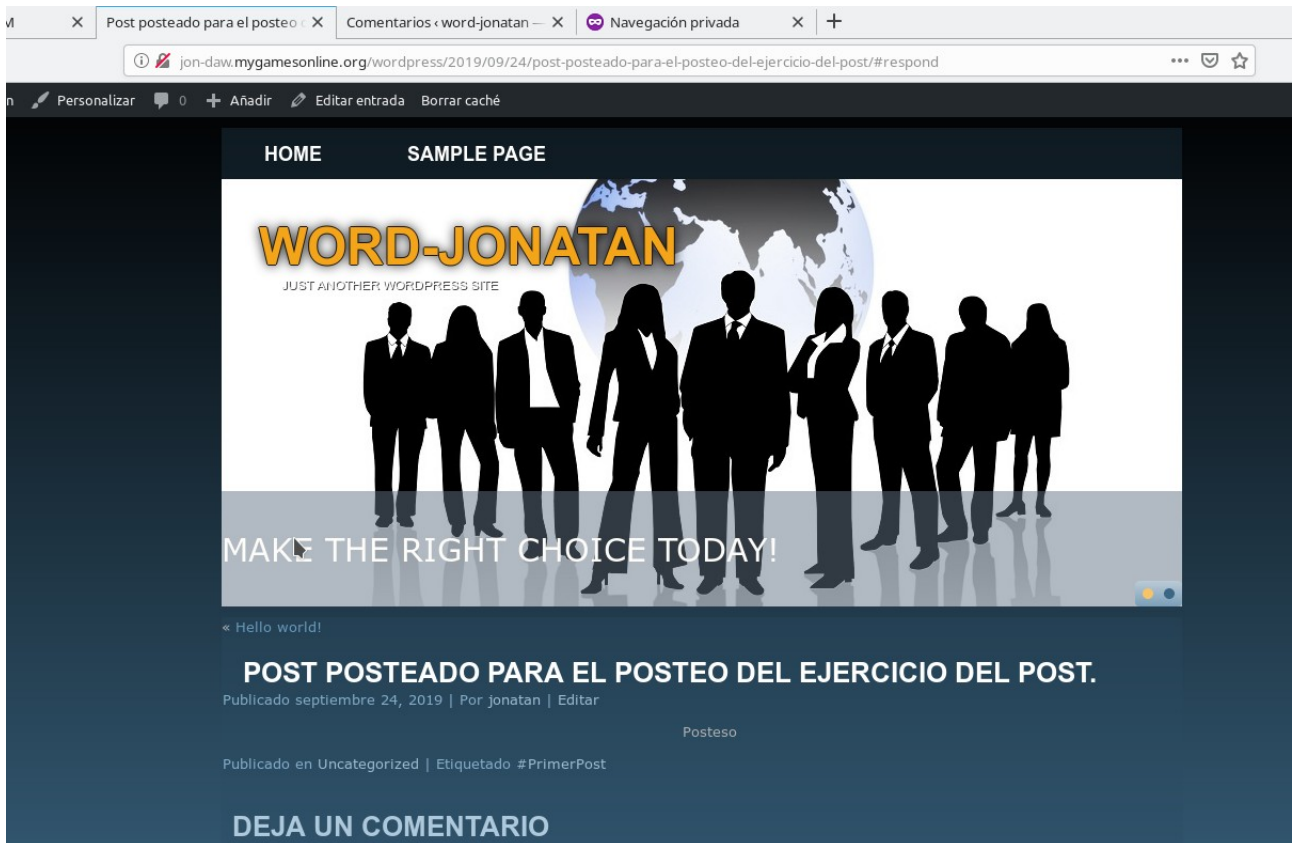 M
Post posteado para el posteo
Comentarios ‹ word-jonatan —
Navegación privada
jon-daw.mygamesonline.org/wordpress/2019/09/24/post-posteado-para-el-posteo-del-ejercicio-del-post/#respond
n Personalizar 0 Añadir Editar entrada Borrar caché
HOME SAMPLE PAGE
WORD-JONATAN
JUST ANOTHER WORDPRESS SITE
MAKE THE RIGHT CHOICE TODAY!
« Hello world!
POST POSTEADO PARA EL POSTEO DEL EJERCICIO DEL POST.
Publicado septiembre 24, 2019 | Por jonatan | Editar
Posteso
Publicado en Uncategorized | Etiquetado #PrimerPost
DEJA UN COMENTARIO